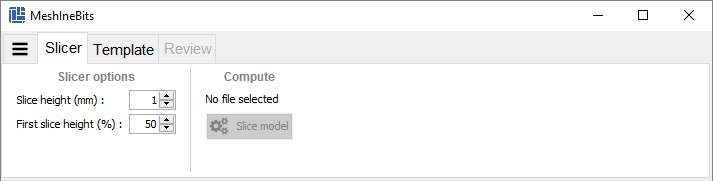 MeshIneBits
Slicer Template Review
Slicer options
Slice height (mm) : 1
First slice height (%) : 50
Compute
No file selected
Slice model